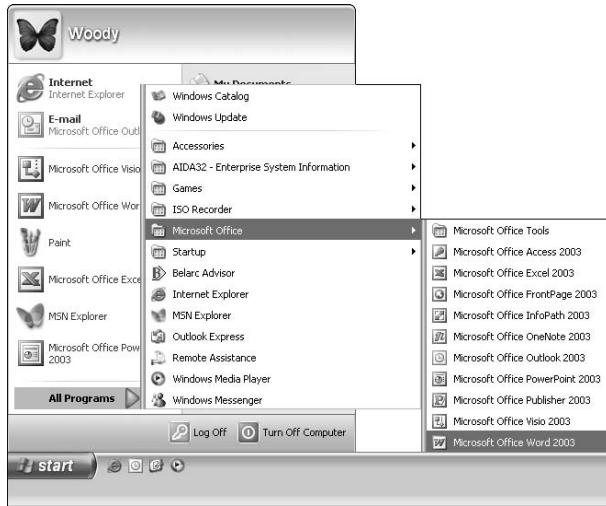 Woody
Internet
Internet Explorer
E-mail
Microsoft Office Outl
Microsoft Office Visio
Microsoft Office Wor
Paint
Microsoft Office Exce
MSN Explorer
Microsoft Office Pow
2003
All Programs
My Documents
Windows Catalog
Windows Update
Accessories
AIDA32 - Enterprise System Information
Games
ISO Recorder
Microsoft Office
Startup
Belarc Advisor
Internet Explorer
MSN Explorer
Outlook Express
Remote Assistance
Windows Media Player
Windows Messenger
Microsoft Office Tools
Microsoft Office Access 2003
Microsoft Office Excel 2003
Microsoft Office FrontPage 2003
Microsoft Office InfoPath 2003
Microsoft Office OneNote 2003
Microsoft Office Outlook 2003
Microsoft Office PowerPoint 2003
Microsoft Office Publisher 2003
Microsoft Office Visio 2003
Microsoft Office Word 2003
Log Off
Turn Off Computer
start